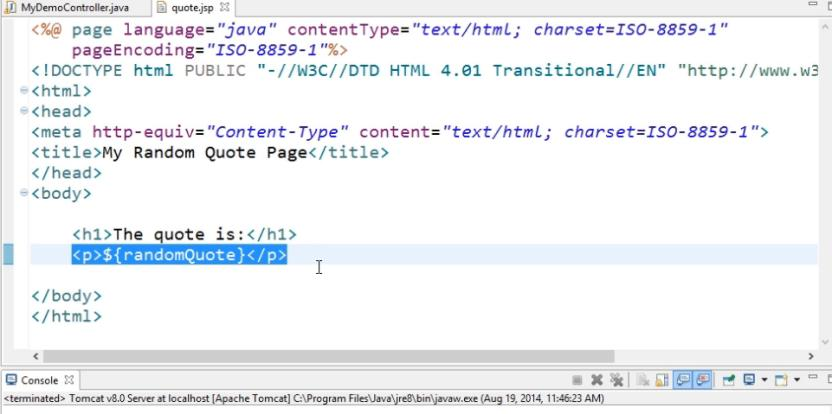 MyDemoController.java quote.jsp
<%@ page language="java" contentType="text/html; charset=ISO-8859-1"
pageEncoding="ISO-8859-1"%>
<!DOCTYPE html PUBLIC "-//W3C//DTD HTML 4.01 Transitional//EN" "http://www.w3
<html>
<head>
<meta http-equiv="Content-Type" content="text/html; charset=ISO-8859-1">
<title>My Random Quote Page</title>
</head>
<body>
<h1>The quote is:</h1>
<p>${randomQuote}</p>
</body>
</html>
Console
<terminated> Tomcat v8.0 Server at localhost [Apache Tomcat] C:\Program Files\Java\jre8\bin\javaw.exe (Aug 19, 2014, 11:46:23 AM)